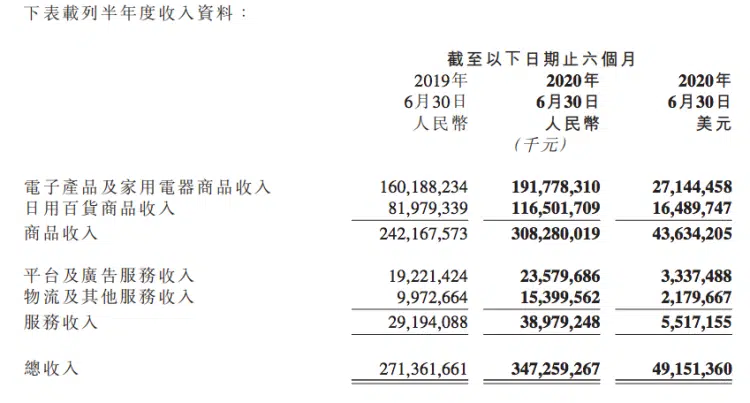 下表載列半年度收入資料：
截至以下日期止六個月
2019年 2020年 2020年
6月30日 6月30日 6月30日
人民幣 人民幣 美元
(千元)
電子產品及家用電器商品收入 160,188,234 191,778,310 27,144,458
日用百貨商品收入 81,979,339 116,501,709 16,489,747
商品收入 242,167,573 308,280,019 43,634,205
平台及廣告服務收入 19,221,424 23,579,686 3,337,488
物流及其他服務收入 9,972,664 15,399,562 2,179,667
服務收入 29,194,088 38,979,248 5,517,155
總收入 271,361,661 347,259,267 49,151,360